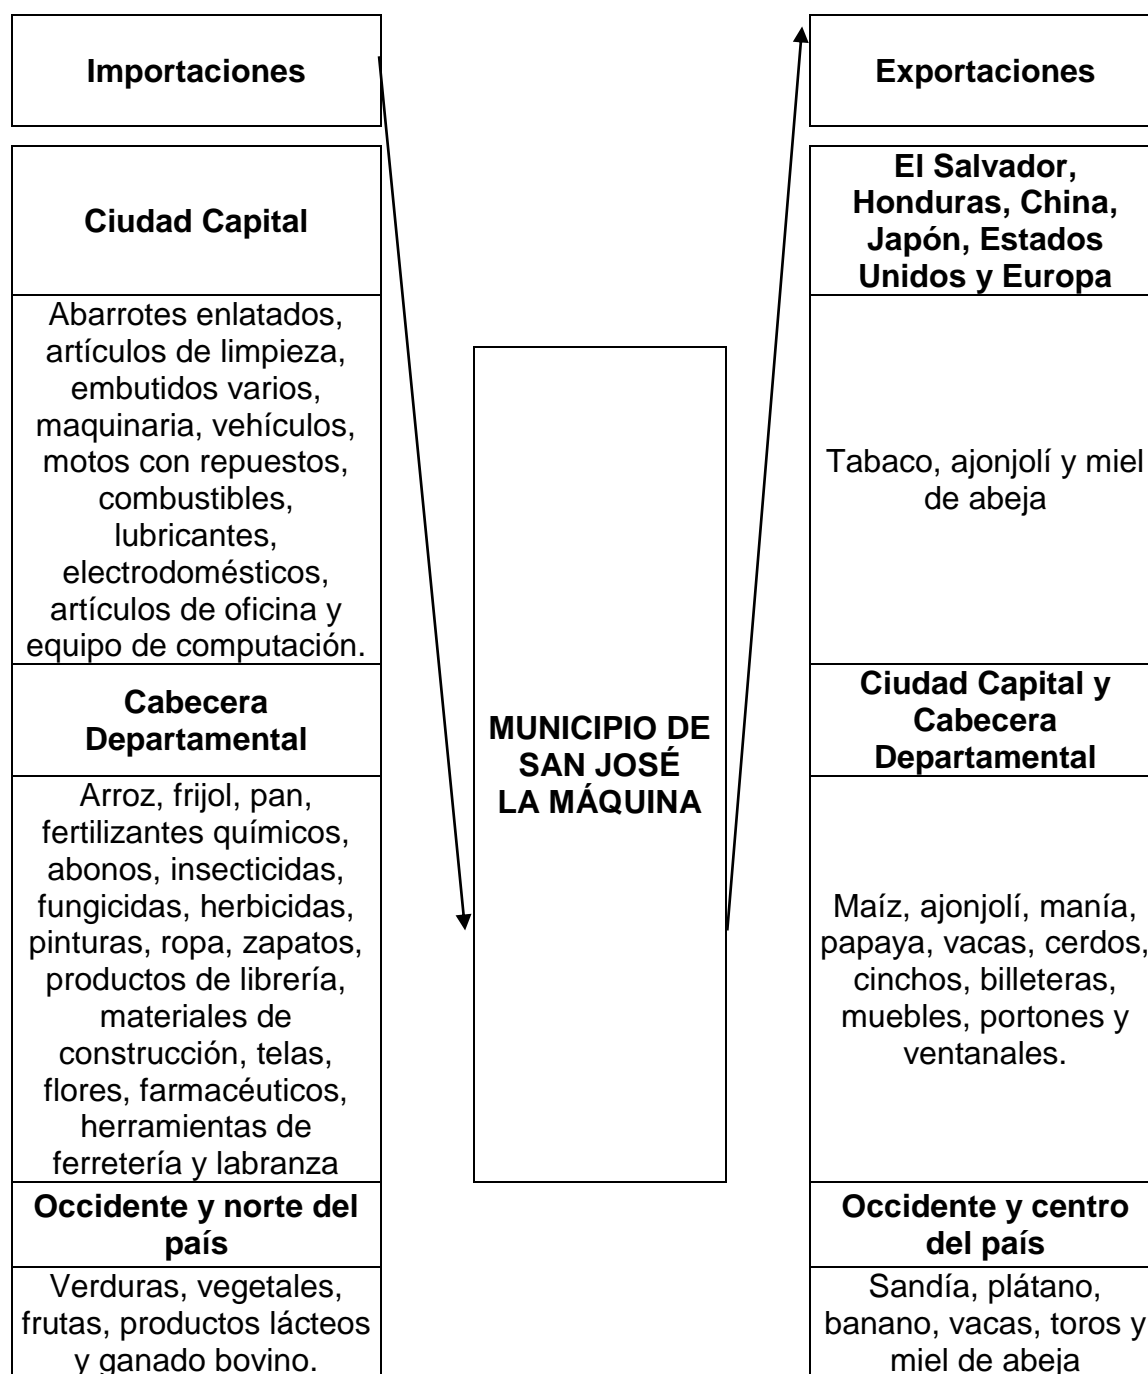 Importaciones
Ciudad Capital
Abarrotes enlatados,
artículos de limpieza,
embutidos varios,
maquinaria, vehículos,
motos con repuestos,
combustibles,
lubricantes,
electrodomésticos,
artículos de oficina y
equipo de computación.
Cabecera
Departamental
Arroz, frijol, pan,
fertilizantes químicos,
abonos, insecticidas,
fungicidas, herbicidas,
pinturas, ropa, zapatos,
productos de librería,
materiales de
construcción, telas,
flores, farmacéuticos,
herramientas de
ferretería y labranza
Occidente y norte del
país
Verduras, vegetales,
frutas, productos lácteos
y ganado bovino.
MUNICIPIO DE
SAN JOSÉ
LA MÁQUINA
Exportaciones
El Salvador,
Honduras, China,
Japón, Estados
Unidos y Europa
Tabaco, ajonjolí y miel
de abeja
Ciudad Capital y
Cabecera
Departamental
Maíz, ajonjolí, manía,
papaya, vacas, cerdos,
cinchos, billeteras,
muebles, portones y
ventanales.
Occidente y centro
del país
Sandía, plátano,
banano, vacas, toros y
miel de abeja